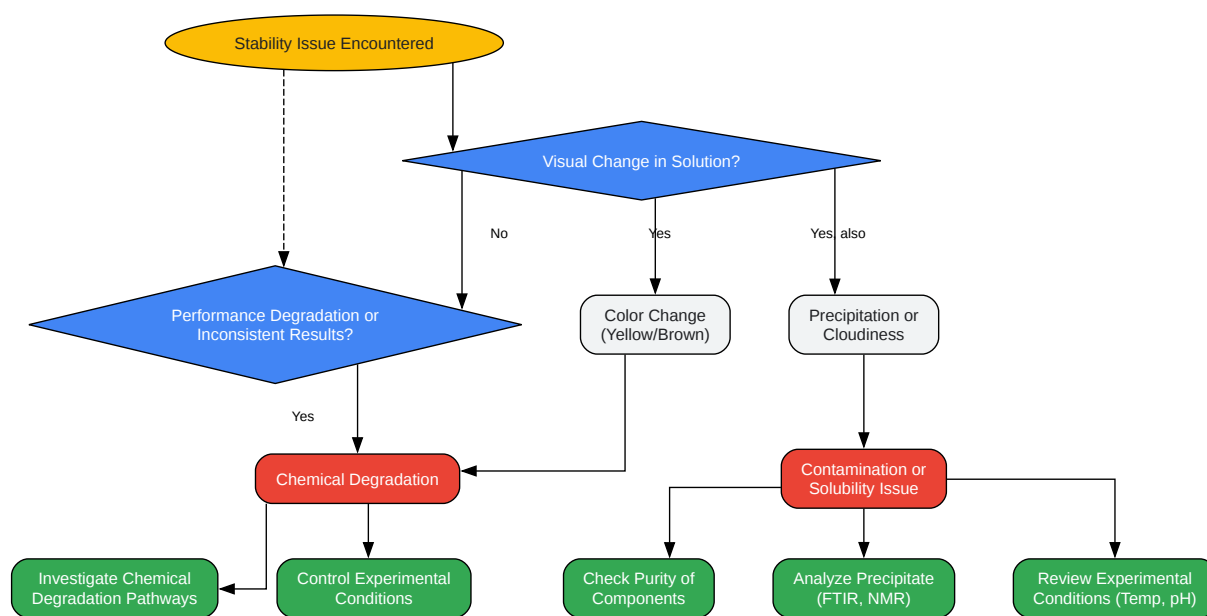 Stability Issue Encountered
Visual Change in Solution?
No
Yes
Yes, also
Performance Degradation or
Inconsistent Results?
Color Change
(Yellow/Brown)
Precipitation or
Cloudiness
Yes
Chemical Degradation
Contamination or
Solubility Issue
Investigate Chemical
Degradation Pathways
Control Experimental
Conditions
Check Purity of
Components
Analyze Precipitate
(FTIR, NMR)
Review Experimental
Conditions (Temp, pH)